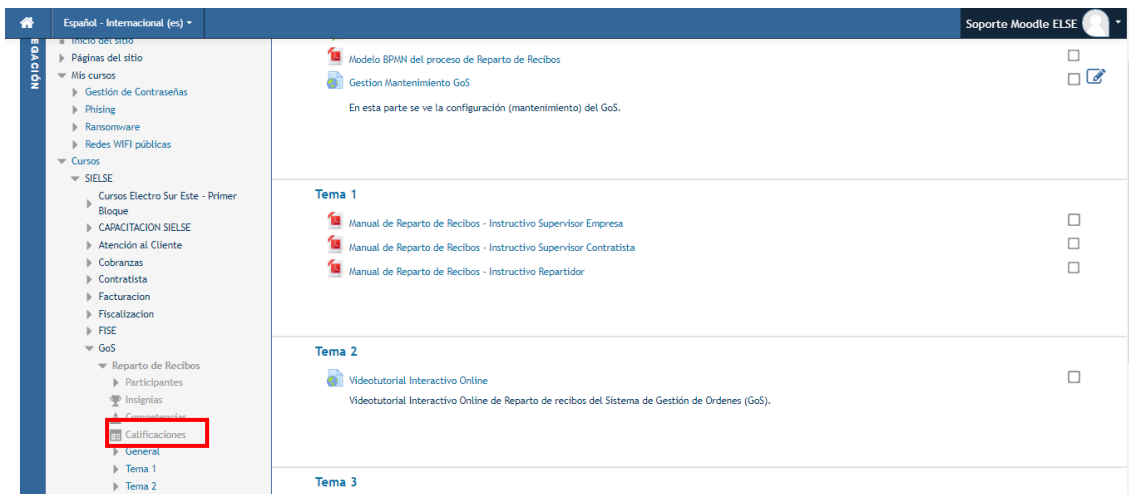 Español - Internacional (es)
Soporte Moodle ELSE
EGACIÓN
Inicio del sitio
Páginas del sitio
Mis cursos
Gestión de Contraseñas
Phising
Ransomware
Redes WIFI públicas
Cursos
SIELSE
Cursos Electro Sur Este - Primer
Bloque
CAPACITACION SIELSE
Atención al Cliente
Cobranzas
Contratista
Facturacion
Fiscalizacion
FISE
GoS
Reparto de Recibos
Participantes
Insignias
Competencias
Calificaciones
General
Tema 1
Tema 2
Modelo BPMN del proceso de Reparto de Recibos
Gestion Mantenimiento GoS
En esta parte se ve la configuración (mantenimiento) del GoS.
Tema 1
Manual de Reparto de Recibos - Instructivo Supervisor Empresa
Manual de Reparto de Recibos - Instructivo Supervisor Contratista
Manual de Reparto de Recibos - Instructivo Repartidor
Tema 2
Videotutorial Interactivo Online
Videotutorial Interactivo Online de Reparto de recibos del Sistema de Gestión de Ordenes (GoS).
Tema 3